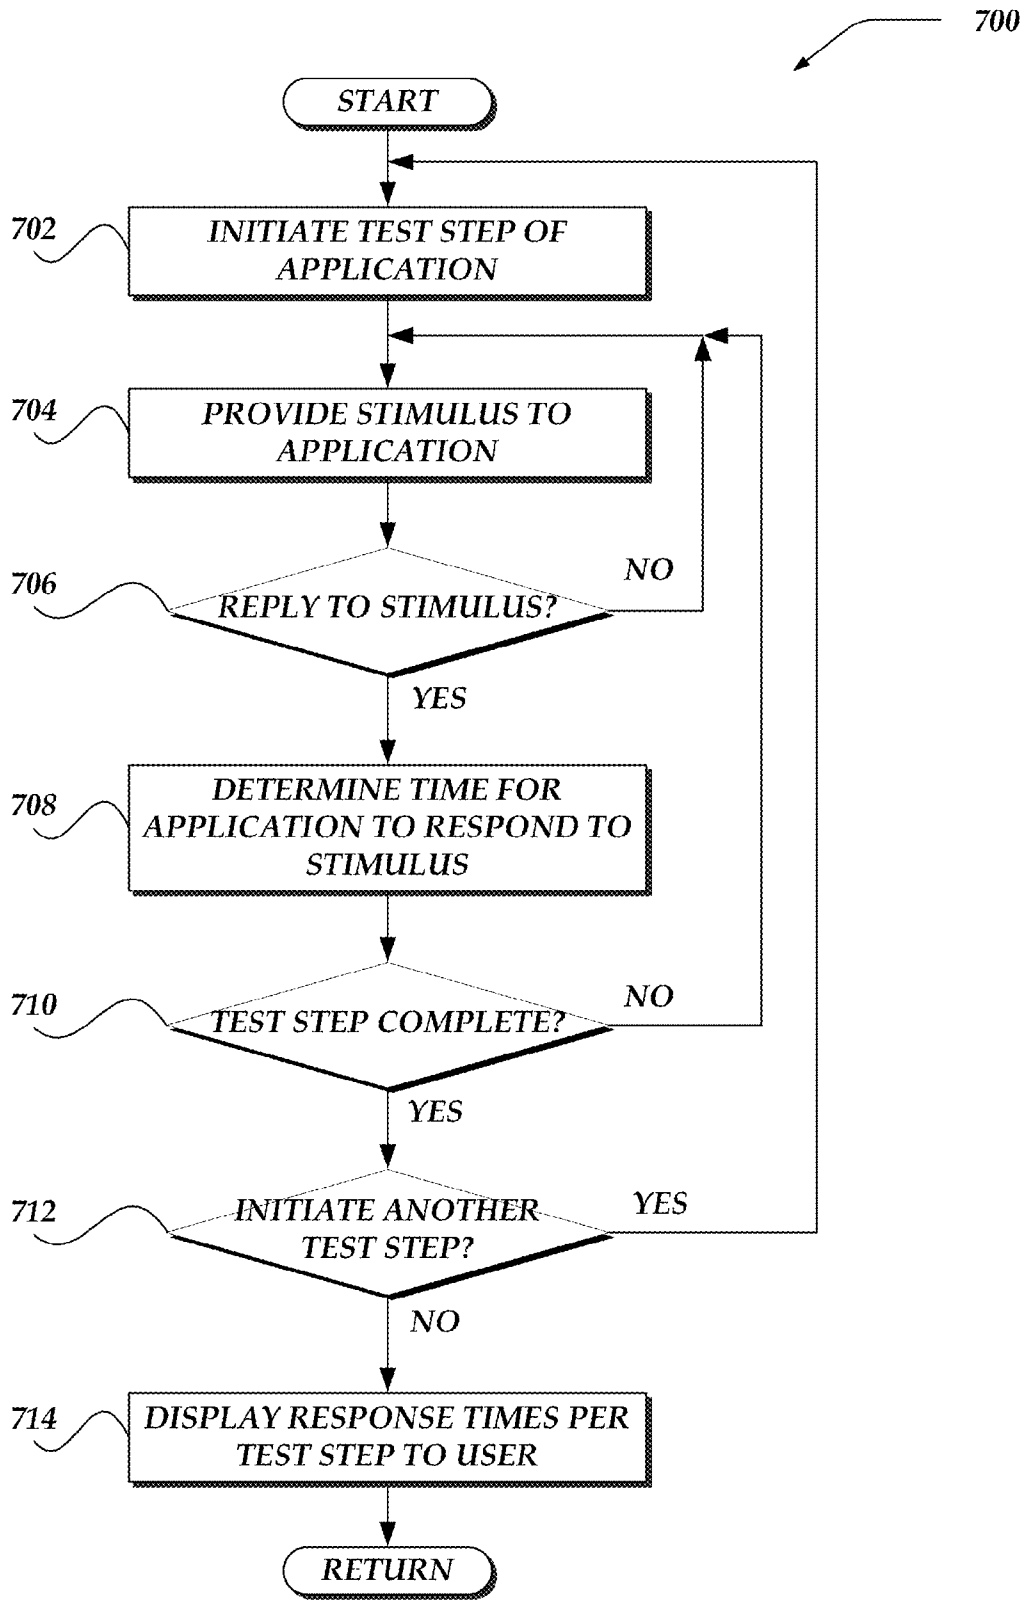 700
START
702
INITIATE TEST STEP OF
APPLICATION
704
PROVIDE STIMULUS TO
APPLICATION
706
REPLY TO STIMULUS?
NO
YES
708
DETERMINE TIME FOR
APPLICATION TO RESPOND TO
STIMULUS
710
TEST STEP COMPLETE?
NO
YES
712
INITIATE ANOTHER
TEST STEP?
YES
NO
714
DISPLAY RESPONSE TIMES PER
TEST STEP TO USER
RETURN